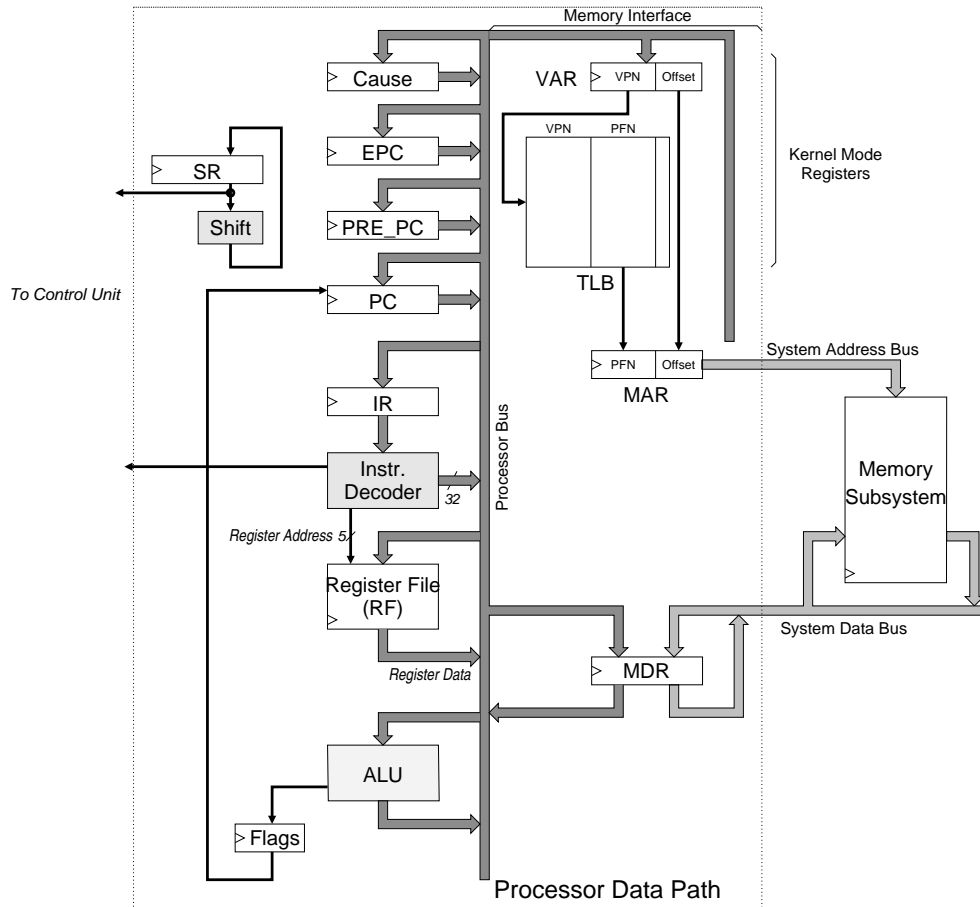 Memory Interface
Cause
VAR
VPN
Offset
VPN
PFN
EPC
Kernel Mode
Registers
SR
Shift
PRE_PC
TLB
To Control Unit
PC
System Address Bus
PFN
Offset
MAR
IR
Processor Bus
Instr.
Decoder
32
Memory
Subsystem
Register Address 5
Register File
(RF)
System Data Bus
Register Data
MDR
ALU
Flags
Processor Data Path